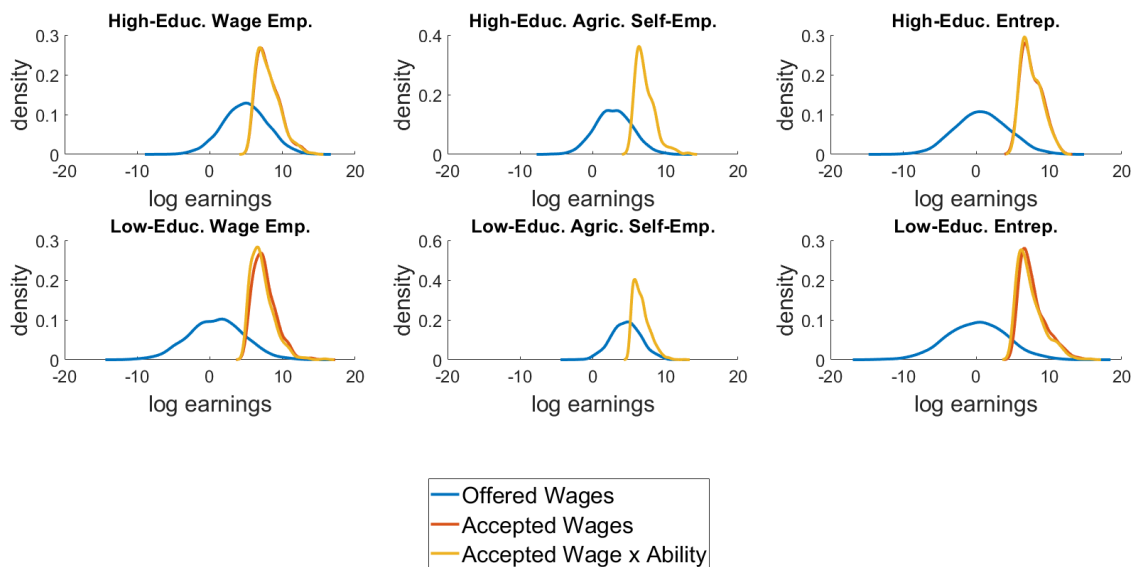 High-Educ. Wage Emp.
High-Educ. Agric. Self-Emp.
High-Educ. Entrep.
0.3
0.2
0.1
0
density
-20
-10
0
10
20
log earnings
0.4
0.2
0
density
-20
-10
0
10
20
log earnings
0.3
0.2
0.1
0
density
-20
-10
0
10
20
log earnings
Low-Educ. Wage Emp.
Low-Educ. Agric. Self-Emp.
Low-Educ. Entrep.
0.3
0.2
0.1
0
density
-20
-10
0
10
20
log earnings
0.6
0.4
0.2
0
density
-20
-10
0
10
20
log earnings
0.3
0.2
0.1
0
density
-20
-10
0
10
20
log earnings
Offered Wages
Accepted Wages
Accepted Wage x Ability